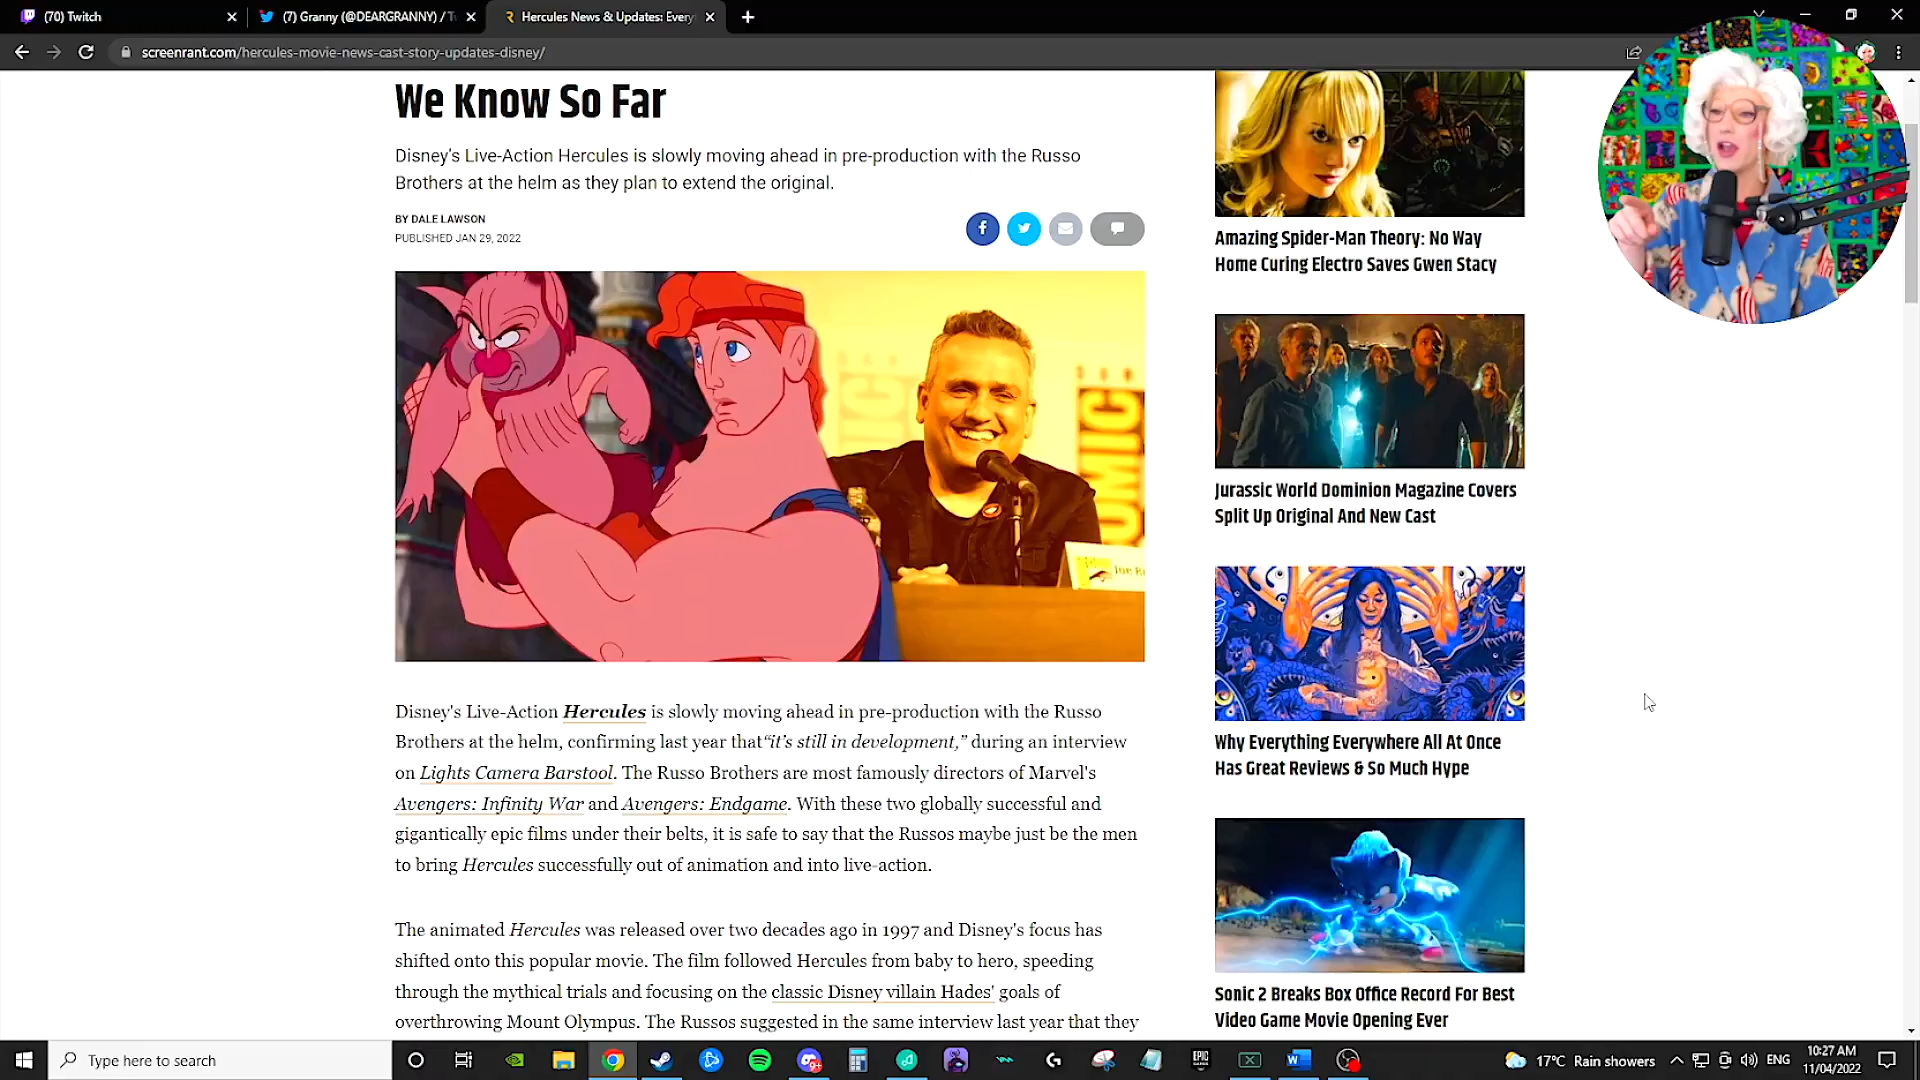 (70) Twitch
(7) Granny (@DEARGRANNY) / Tw
Hercules News & Updates: Every
screenrant.com/hercules-movie-news-cast-story-updates-disney/
We Know So Far
Disney's Live-Action Hercules is slowly moving ahead in pre-production with the Russo
Brothers at the helm as they plan to extend the original.
BY DALE LAWSON
PUBLISHED JAN 29, 2022
Disney's Live-Action Hercules is slowly moving ahead in pre-production with the Russo
Brothers at the helm, confirming last year that“it’s still in development,” during an interview
on Lights Camera Barstool. The Russo Brothers are most famously directors of Marvel's
Avengers: Infinity War and Avengers: Endgame. With these two globally successful and
gigantically epic films under their belts, it is safe to say that the Russos maybe just be the men
to bring Hercules successfully out of animation and into live-action.
The animated Hercules was released over two decades ago in 1997 and Disney's focus has
shifted onto this popular movie. The film followed Hercules from baby to hero, speeding
through the mythical trials and focusing on the classic Disney villain Hades' goals of
overthrowing Mount Olympus. The Russos suggested in the same interview last year that they
Amazing Spider-Man Theory: No Way
Home Curing Electro Saves Gwen Stacy
Jurassic World Dominion Magazine Covers
Split Up Original And New Cast
Why Everything Everywhere All At Once
Has Great Reviews & So Much Hype
Sonic 2 Breaks Box Office Record For Best
Video Game Movie Opening Ever
Type here to search
EPIC
17°C Rain showers
ENG
10:27 AM
11/04/2022